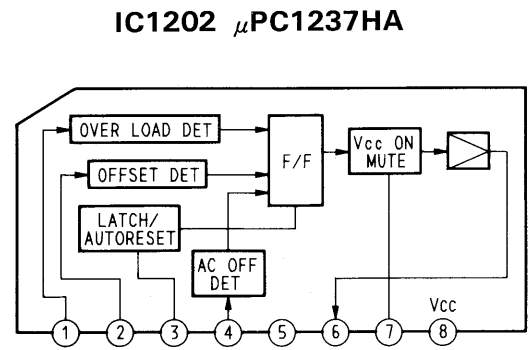 IC1202 μPC1237HA
OVER LOAD DET
OFFSET DET
LATCH/
AUTORESET
AC OFF
DET
F/F
Vcc ON
MUTE
Vcc
1 2 3 4 5 6 7 8